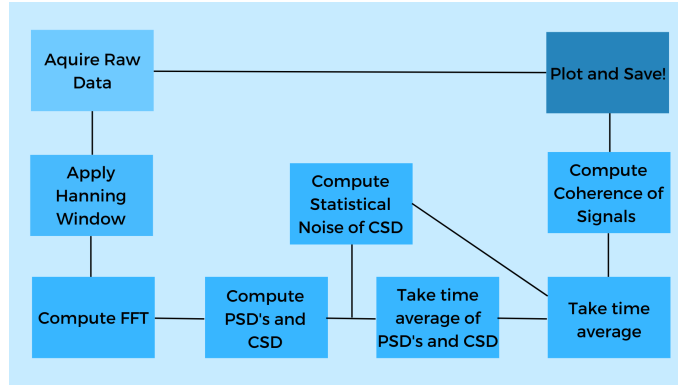 Aquire Raw
Data
Plot and Save!
Apply
Hanning
Window
Compute
Statistical
Noise of CSD
Compute
Coherence of
Signals
Compute FFT
Compute
PSD's and
CSD
Take time
average of
PSD's and CSD
Take time
average